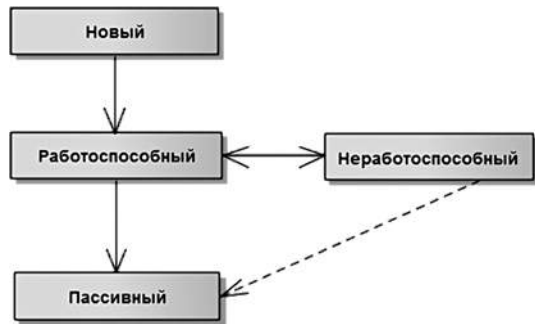 Новый
Работоспособный
Неработоспособный
Пассивный